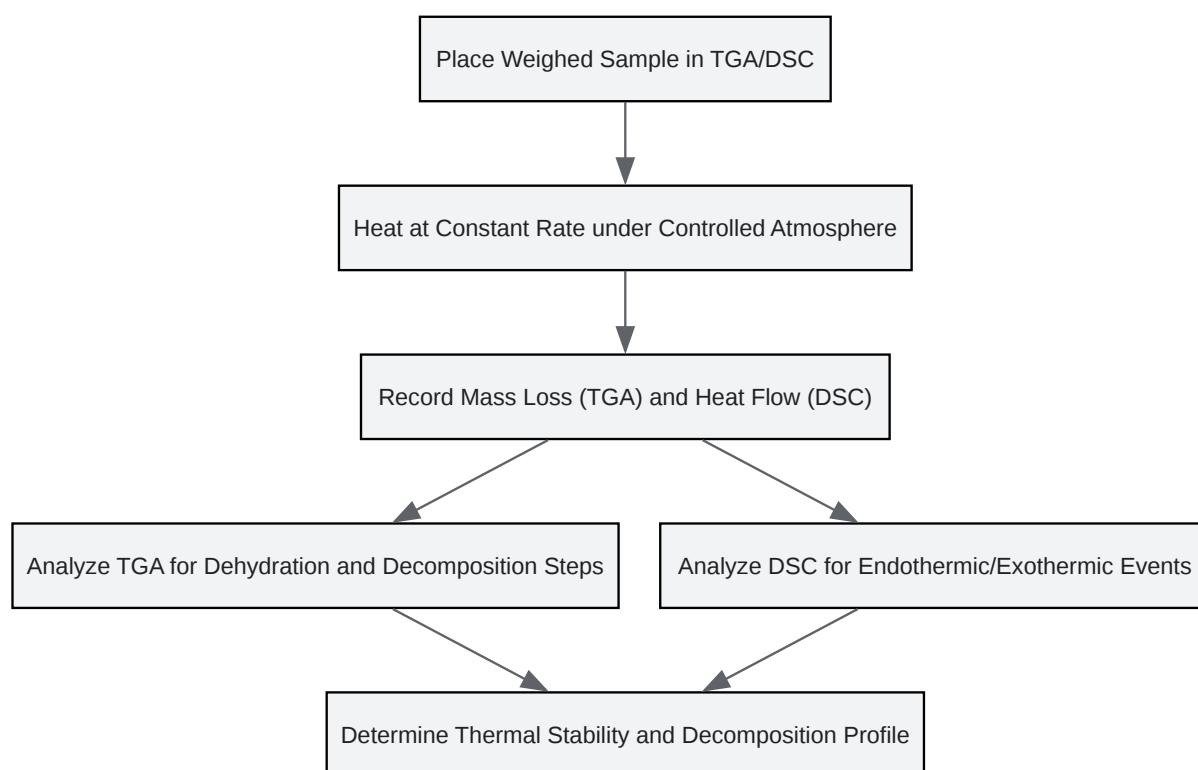 Place Weighed Sample in TGA/DSC
Heat at Constant Rate under Controlled Atmosphere
Record Mass Loss (TGA) and Heat Flow (DSC)
Analyze TGA for Dehydration and Decomposition Steps
Analyze DSC for Endothermic/Exothermic Events
Determine Thermal Stability and Decomposition Profile